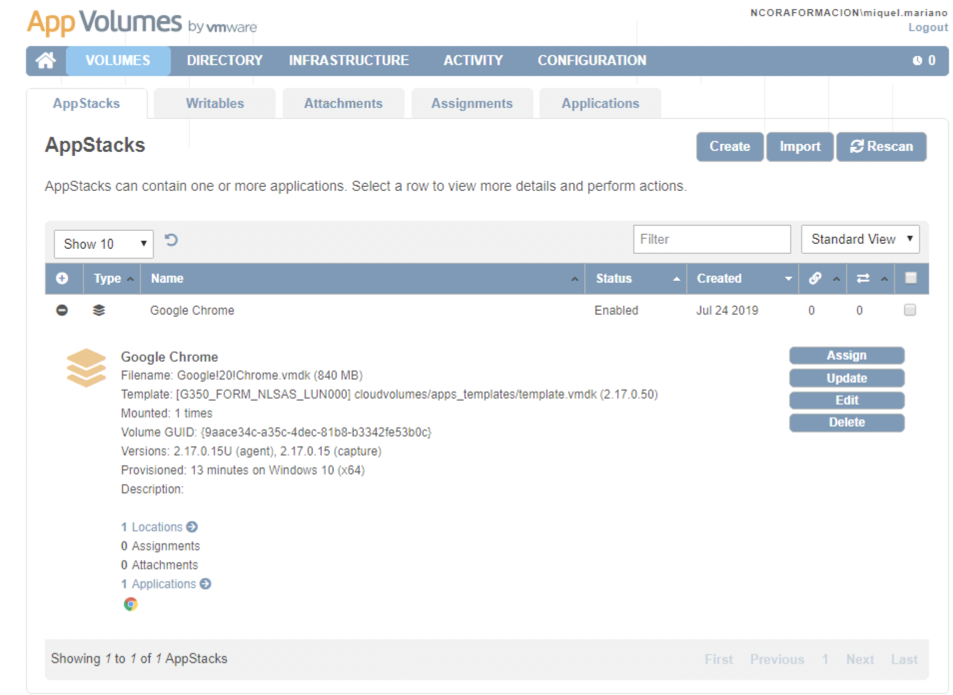 App Volumes by vmware
NCORAFORMACION\miquel.mariano
Logout
VOLUMES DIRECTORY INFRASTRUCTURE ACTIVITY CONFIGURATION 0
AppStacks Writables Attachments Assignments Applications
AppStacks
Create Import Rescan
AppStacks can contain one or more applications. Select a row to view more details and perform actions.
Show 10 Filter Standard View
Type Name Status Created
Google Chrome Enabled Jul 24 2019 0 0
Google Chrome
Filename: Google!20!Chrome.vmdk (840 MB)
Template: [G350_FORM_NLSAS_LUN000] cloudvolumes/apps_templates/template.vmdk (2.17.0.50)
Mounted: 1 times
Volume GUID: {9aace34c-a35c-4dec-81b8-b3342fe53b0c}
Versions: 2.17.0.15U (agent), 2.17.0.15 (capture)
Provisioned: 13 minutes on Windows 10 (x64)
Description:
Assign
Update
Edit
Delete
1 Locations
0 Assignments
0 Attachments
1 Applications
Showing 1 to 1 of 1 AppStacks
First Previous 1 Next Last